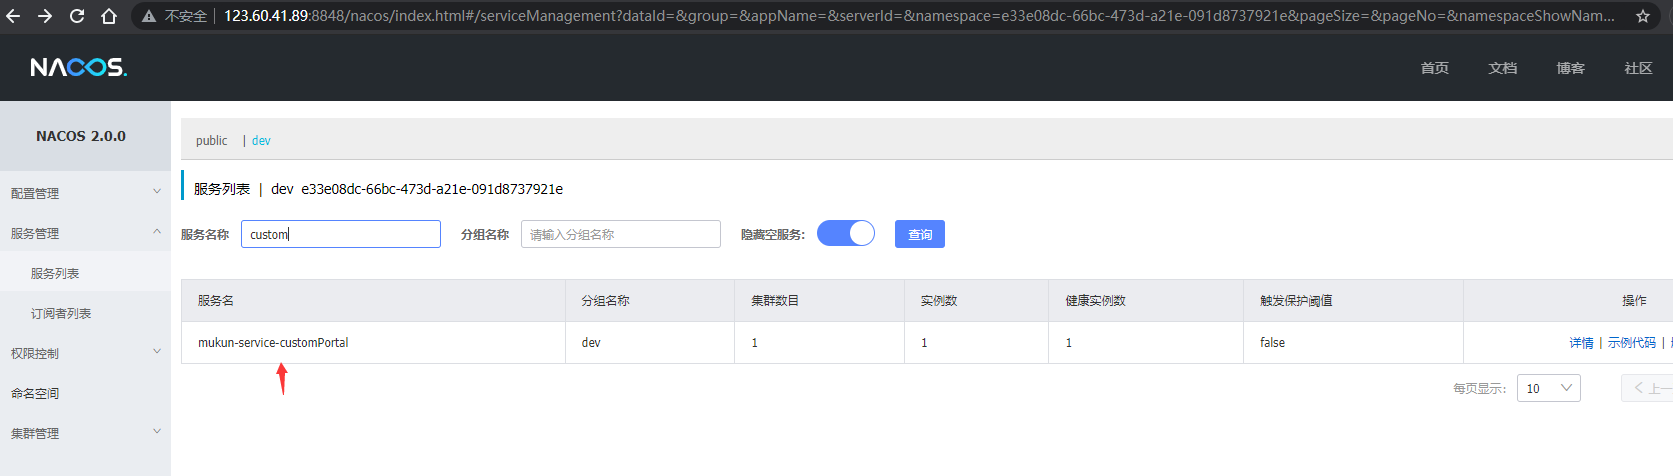 不安全 123.60.41.89:8848/nacos/index.html#/serviceManagement?dataId=&group=&appName=&serverId=&namespace=e33e08dc-66bc-473d-a21e-091d8737921e&pageSize=&pageNo=&namespaceShowNam...
NACOS.
首页 文档 博客 社区
NACOS 2.0.0
配置管理
服务管理
服务列表
订阅者列表
权限控制
命名空间
集群管理
public | dev
服务列表 | dev e33e08dc-66bc-473d-a21e-091d8737921e
服务名称 custom 分组名称 请输入分组名称 隐藏空服务: 查询
服务名 分组名称 集群数目 实例数 健康实例数 触发保护阈值 操作
mukun-service-customPortal dev 1 1 1 false 详情 | 示例代码 |
每页显示: 10 上一